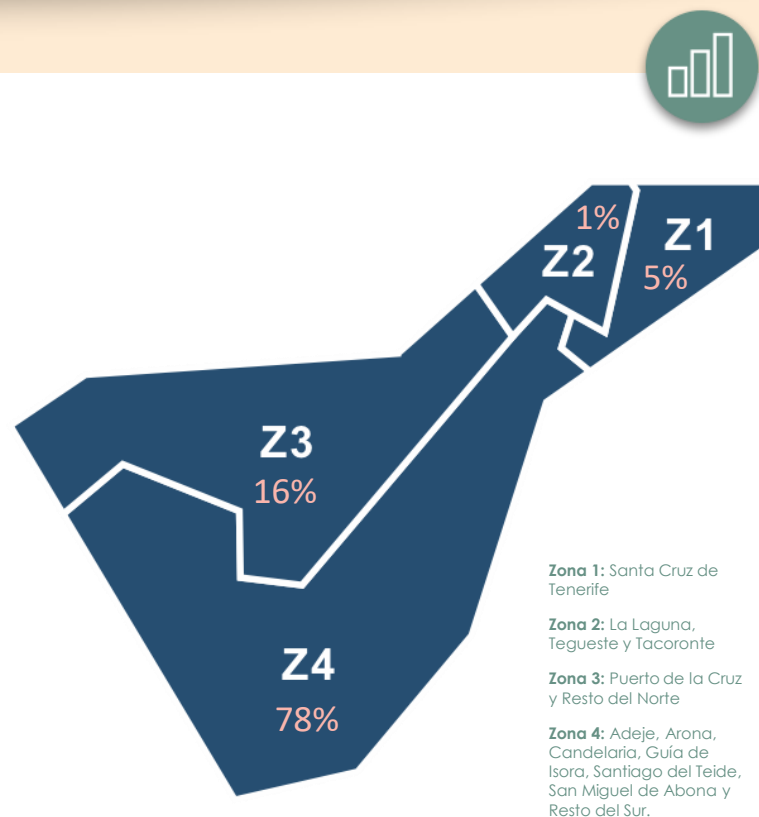 1%
Z2
Z1
5%
Z3
16%
Z4
78%
Zona 1: Santa Cruz de
Tenerife
Zona 2: La Laguna,
Tegueste y Tacoronte
Zona 3: Puerto de la Cruz
y Resto del Norte
Zona 4: Adeje, Arona,
Candelaria, Guía de
Isora, Santiago del Teide,
San Miguel de Abona y
Resto del Sur.